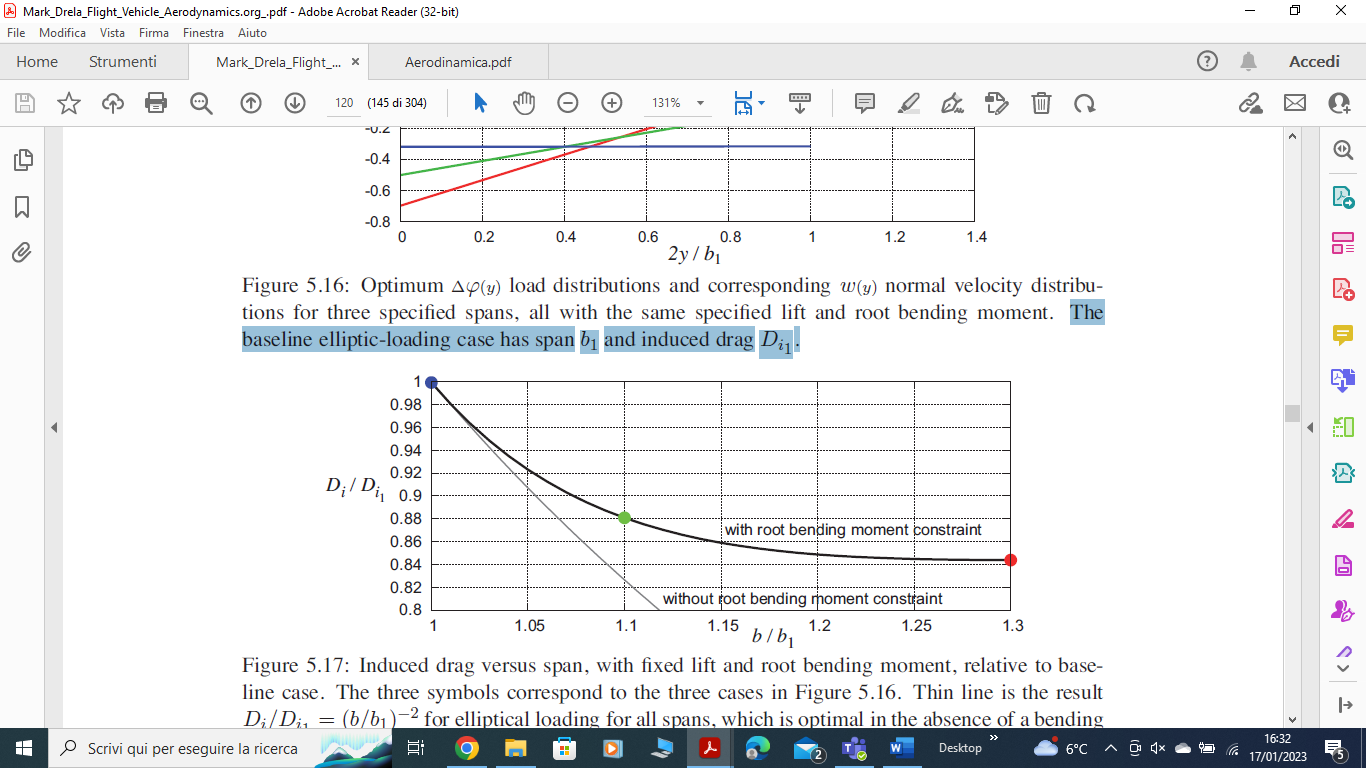 Mark_Drela_Flight_Vehicle_Aerodynamics.org_.pdf - Adobe Acrobat Reader (32-bit)
File Modifica Vista Firma Finestra Aiuto
Home Strumenti Mark_Drela_Flight_... × Aerodinamica.pdf Accedi
120 (145 di 304) 131%
-0.2
-0.4
-0.6
-0.8
0 0.2 0.4 0.6 0.8 1 1.2 1.4
2y / b₁
Figure 5.16: Optimum Δφ(y) load distributions and corresponding w(y) normal velocity distribu-
tions for three specified spans, all with the same specified lift and root bending moment. The
baseline elliptic-loading case has span b₁ and induced drag Di₁.
1
0.98
0.96
0.94
0.92
Di / Di₁ 0.9
0.88
with root bending moment constraint
0.86
0.84
0.82
without root bending moment constraint
0.8
1 1.05 1.1 1.15 1.2 1.25 1.3
b / b₁
Figure 5.17: Induced drag versus span, with fixed lift and root bending moment, relative to base-
line case. The three symbols correspond to the three cases in Figure 5.16. Thin line is the result
Di/Di₁ = (b/b₁)⁻² for elliptical loading for all spans, which is optimal in the absence of a bending
Scrivi qui per eseguire la ricerca 2 Desktop » 6°C 16:32
17/01/2023 5